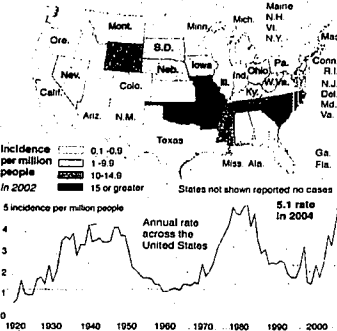 Maine
N.H.
Vt.
N.Y.
Mas
Mont.
Minn.
Mich.
Ore.
S.D.
Iowa
Neb.
Nev.
Calif.
Colo.
Ill.
Ind.
Ohio
Pa.
W.Va.
Ky.
Conn.
R.I.
N.J.
Del
Md.
Va.
Ariz.
N.M.
Texas
Miss.
Ala.
Ga.
Fla.
Incidence
per million
people
In 2002
0.1-0.9
1-9.9
10-14.9
15 or greater
States not shown reported no cases
5 incidence per million people
Annual rate
across the
United States
5.1 rate
In 2004
4
3
2
1
0
1920 1930 1940 1950 1960 1970 1980 1990 2000